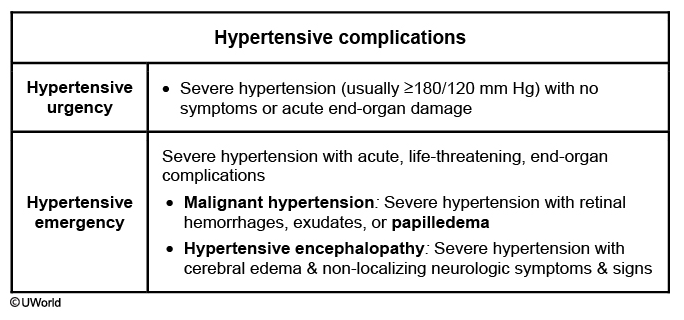 Hypertensive complications
Hypertensive
urgency
• Severe hypertension (usually ≥180/120 mm Hg) with no
symptoms or acute end-organ damage
Hypertensive
emergency
Severe hypertension with acute, life-threatening, end-organ
complications
• Malignant hypertension: Severe hypertension with retinal
hemorrhages, exudates, or papilledema
• Hypertensive encephalopathy: Severe hypertension with
cerebral edema & non-localizing neurologic symptoms & signs
© UWorld